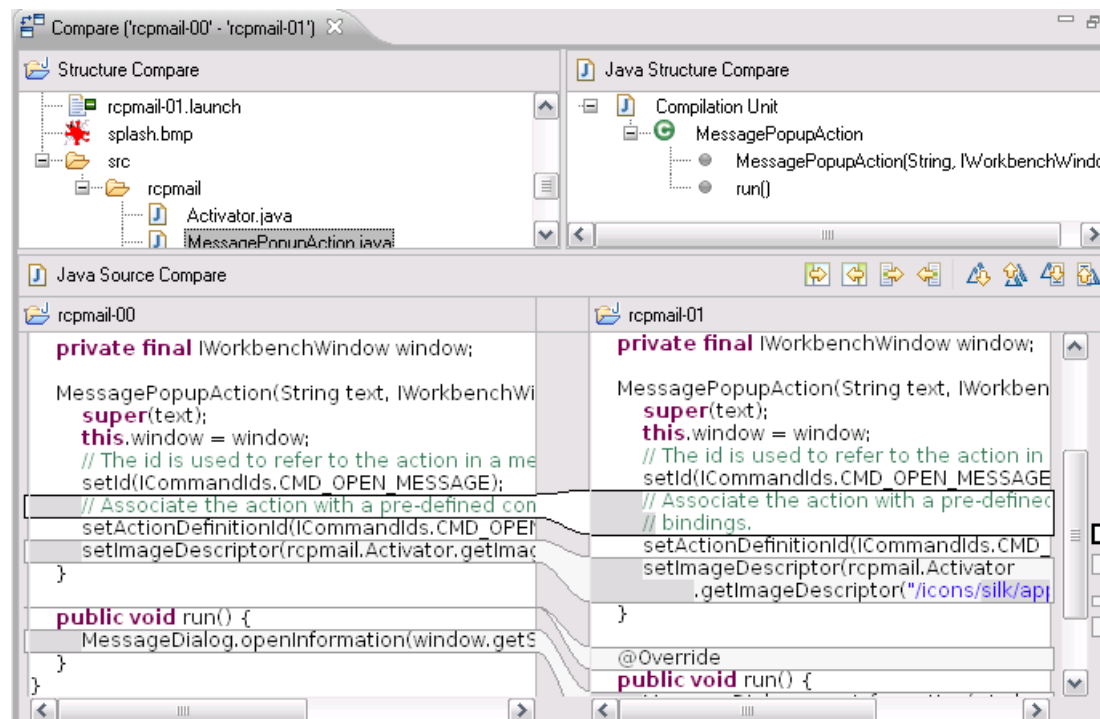 Compare ('rcpmail-00' - 'rcpmail-01')
Structure Compare
rcpmail-01.launch
splash.bmp
src
rcpmail
Activator.java
MessagePopupAction.java
Java Structure Compare
Compilation Unit
MessagePopupAction
MessagePopupAction(String, IWorkbenchWindo
run()
Java Source Compare
rcpmail-00
private final IWorkbenchWindow window;
MessagePopupAction(String text, IWorkbenchWi
super(text);
this.window = window;
// The id is used to refer to the action in a me
setId(ICommandIds.CMD_OPEN_MESSAGE);
// Associate the action with a pre-defined con
setActionDefinitionId(ICommandIds.CMD_OPEN
setImageDescriptor(rcpmail.Activator.getImag
}
public void run() {
MessageDialog.openInformation(window.getS
}
}
rcpmail-01
private final IWorkbenchWindow window;
MessagePopupAction(String text, IWorkben
super(text);
this.window = window;
// The id is used to refer to the action in
setId(ICommandIds.CMD_OPEN_MESSAGE
// Associate the action with a pre-defined
// bindings.
setActionDefinitionId(ICommandIds.CMD_
setImageDescriptor(rcpmail.Activator
.getImageDescriptor("/icons/silk/app
}
@Override
public void run() {